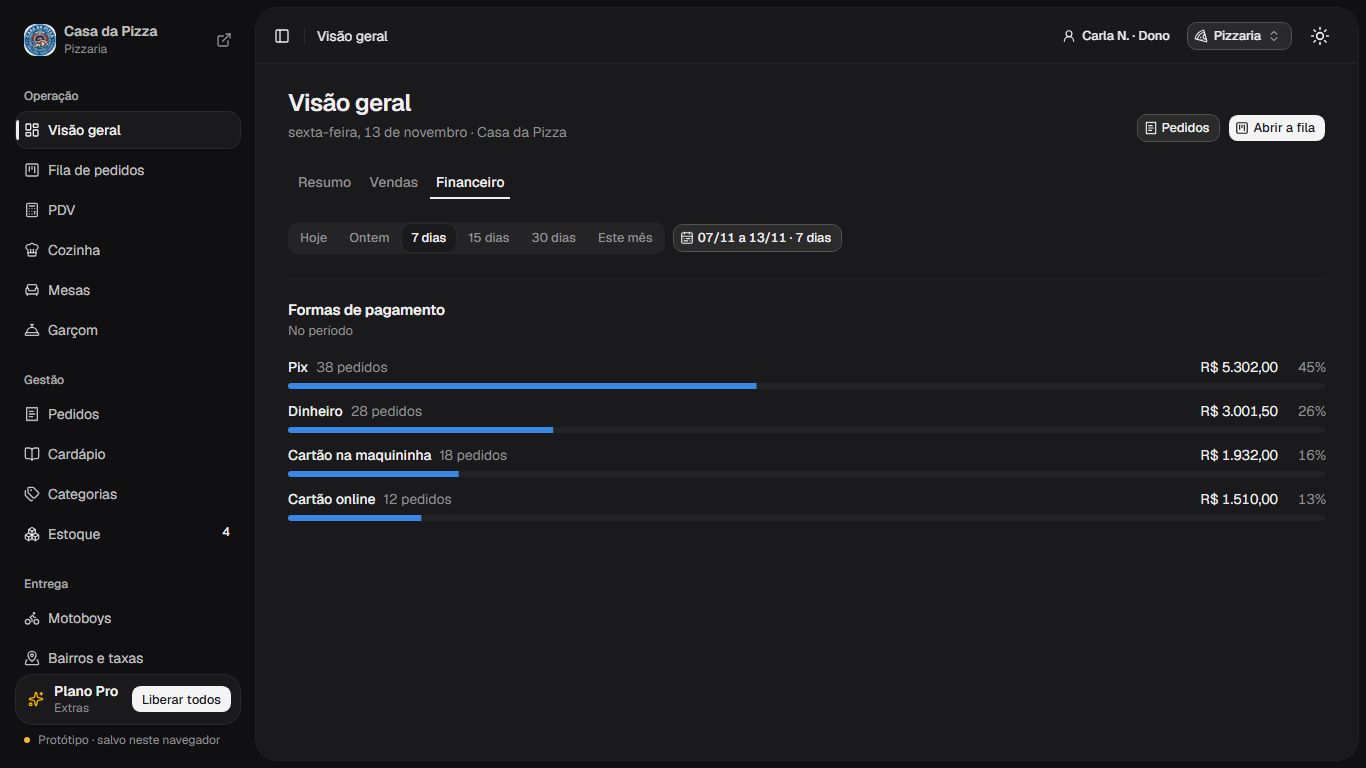 Casa da Pizza
Pizzaria
Operação
Visão geral
Fila de pedidos
PDV
Cozinha
Mesas
Garçom
Gestão
Pedidos
Cardápio
Categorias
Estoque 4
Entrega
Motoboys
Bairros e taxas
Plano Pro
Extras
Liberar todos
Protótipo · salvo neste navegador
Visão geral
Carla N. · Dono
Pizzaria
Visão geral
sexta-feira, 13 de novembro · Casa da Pizza
Pedidos
Abrir a fila
Resumo Vendas Financeiro
Hoje Ontem 7 dias 15 dias 30 dias Este mês 07/11 a 13/11 · 7 dias
Formas de pagamento
No período
Pix 38 pedidos R$ 5.302,00 45%
Dinheiro 28 pedidos R$ 3.001,50 26%
Cartão na maquininha 18 pedidos R$ 1.932,00 16%
Cartão online 12 pedidos R$ 1.510,00 13%